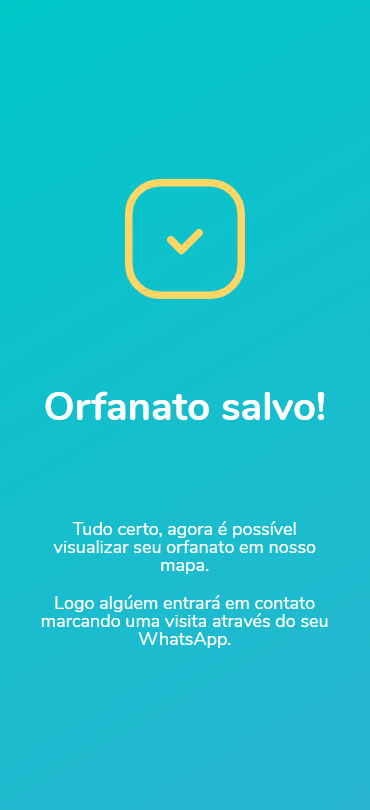 Orfanato salvo!
Tudo certo, agora é possível
visualizar seu orfanato em nosso
mapa.
Logo algúem entrará em contato
marcando uma visita através do seu
WhatsApp.